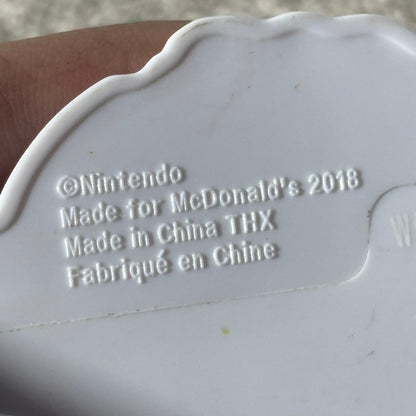 ©Nintendo
Made for McDonald's 2018
Made in China THX
Fabriqué en Chine
W